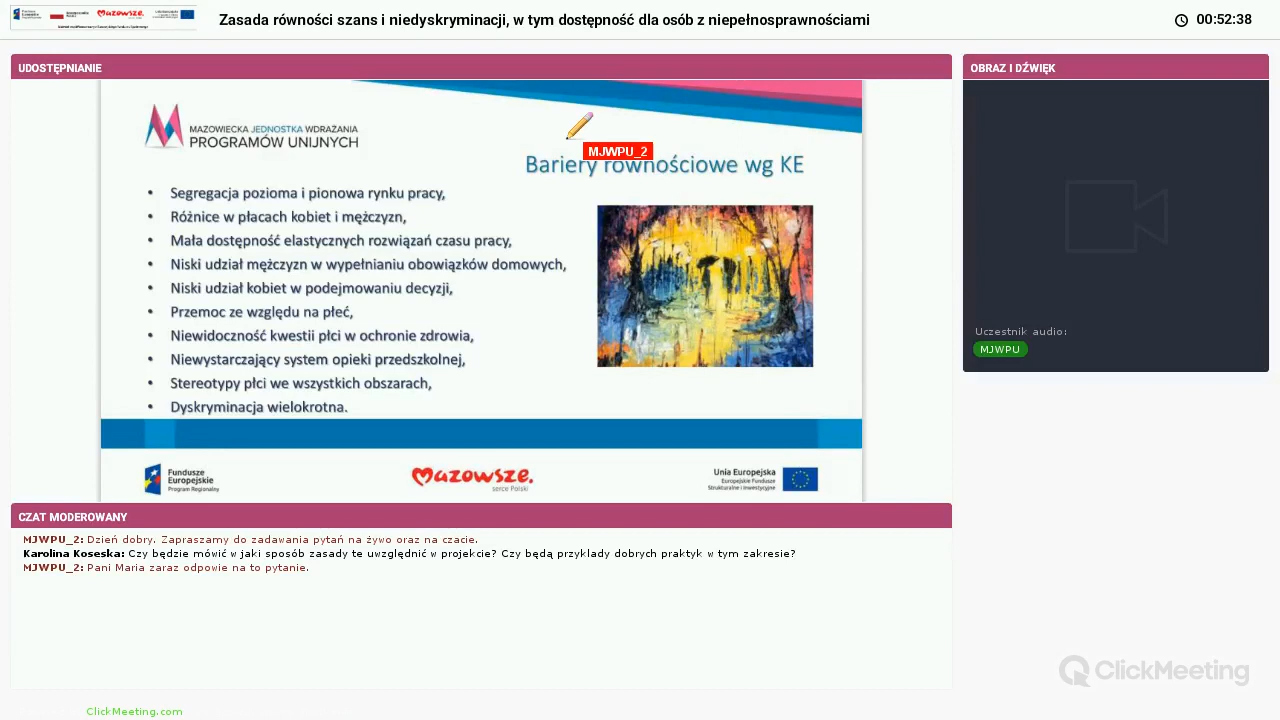 Zasada równości szans i niedyskryminacji, w tym dostępność dla osób z niepełnosprawnościami
00:52:38
UDOSTĘPNIANIE
MAZOWIECKA JEDNOSTKA WDRAŻANIA
PROGRAMÓW UNIJNYCH
MJWPU_2
Bariery równościowe wg KE
• Segregacja pozioma i pionowa rynku pracy,
• Różnice w płacach kobiet i mężczyzn,
• Mała dostępność elastycznych rozwiązań czasu pracy,
• Niski udział mężczyzn w wypełnianiu obowiązków domowych,
• Niski udział kobiet w podejmowaniu decyzji,
• Przemoc ze względu na płeć,
• Niewidoczność kwestii płci w ochronie zdrowia,
• Niewystarczający system opieki przedszkolnej,
• Stereotypy płci we wszystkich obszarach,
• Dyskryminacja wielokrotna.
Fundusze
Europejskie
Program Regionalny
mazowsze.
serce Polski
Unia Europejska
Europejskie Fundusze
Strukturalne i Inwestycyjne
CZAT MODEROWANY
MJWPU_2: Dzień dobry. Zapraszamy do zadawania pytań na żywo oraz na czacie.
Karolina Koseska: Czy będzie mówić w jaki sposób zasady te uwzględnić w projekcie? Czy będą przyklady dobrych praktyk w tym zakresie?
MJWPU_2: Pani Maria zaraz odpowie na to pytanie.
OBRAZ I DŹWIĘK
Uczestnik audio:
MJWPU
ClickMeeting
ClickMeeting.com